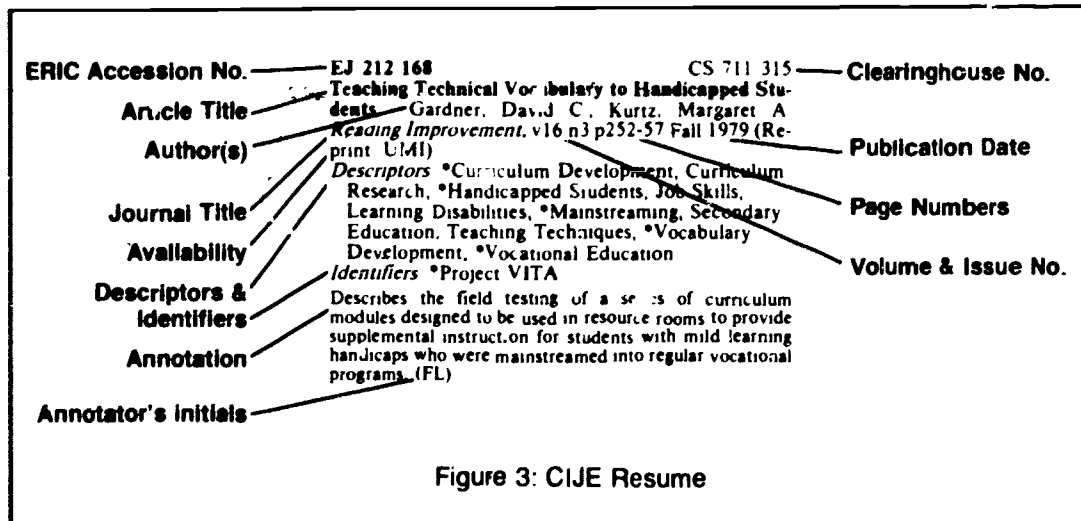 ERIC Accession No.
EJ 212 168
CS 711 315
Clearinghouse No.
Article Title
Teaching Technical Vocabulary to Handicapped Stu-
dents
Gardner, David C, Kurtz, Margaret A
Author(s)
Reading Improvement, v16 n3 p252-57 Fall 1979 (Re-
print UMI)
Publication Date
Journal Title
Descriptors *Curriculum Development, Curriculum
Research, *Handicapped Students, Job Skills,
Learning Disabilities, *Mainstreaming, Secondary
Education, Teaching Techniques, *Vocabulary
Development, *Vocational Education
Page Numbers
Availability
Volume & Issue No.
Descriptors &
Identifiers
Identifiers *Project VITA
Annotation
Describes the field testing of a series of curriculum
modules designed to be used in resource rooms to provide
supplemental instruction for students with mild learning
handicaps who were mainstreamed into regular vocational
programs. (FL)
Annotator's initials
Figure 3: CIJE Resume